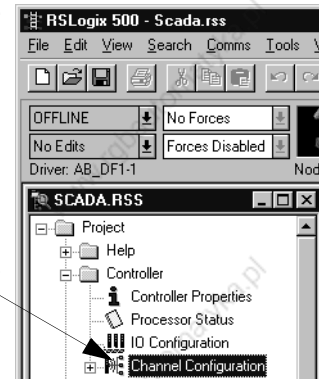 RSLogix 500 - Scada.rss
File Edit View Search Comms Tools
OFFLINE No Forces
No Edits Forces Disabled
Driver: AB_DF1-1 Nod
SCADA.RSS
Project
Help
Controller
Controller Properties
Processor Status
IO Configuration
Channel Configuration